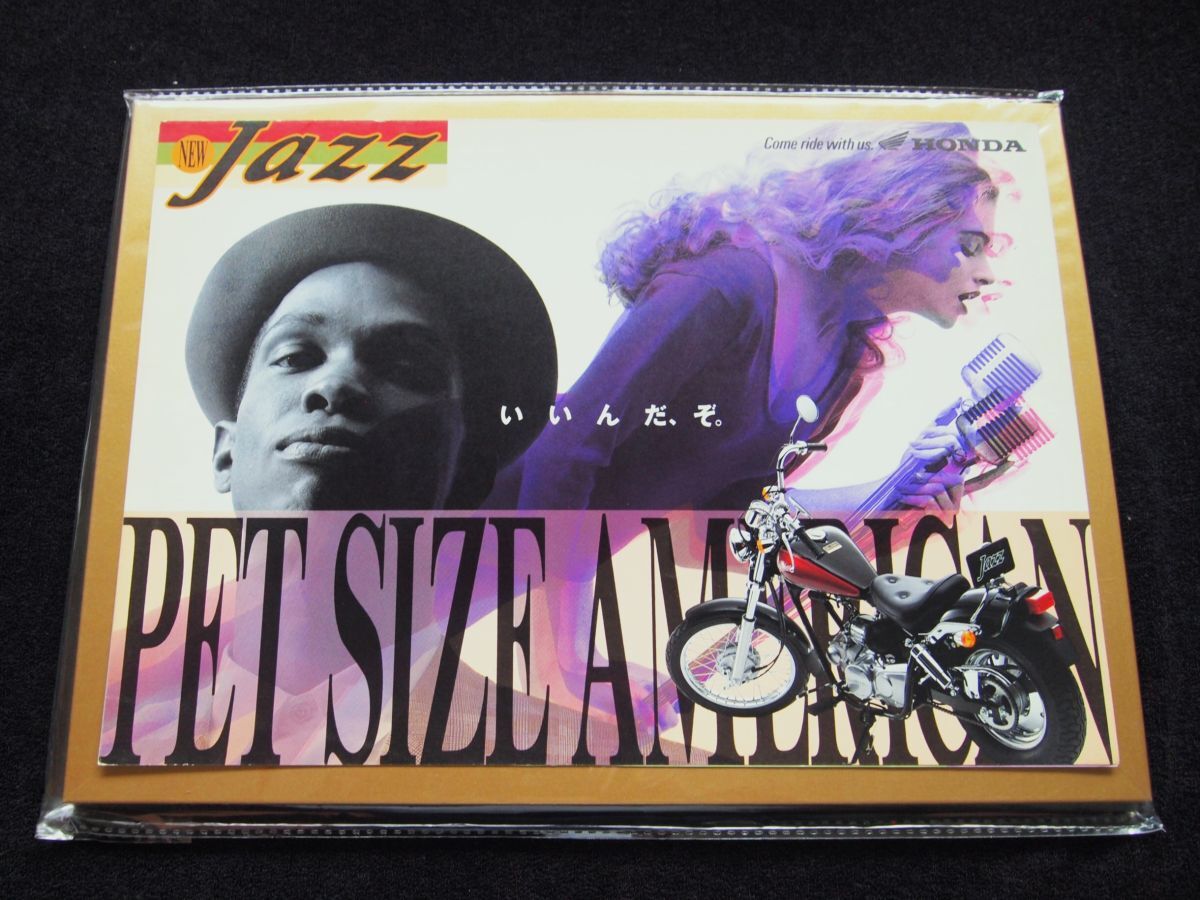 NEW Jazz
Come ride with us. HONDA
いいんだ、ぞ。
PET SIZE AMERICAN
Jazz